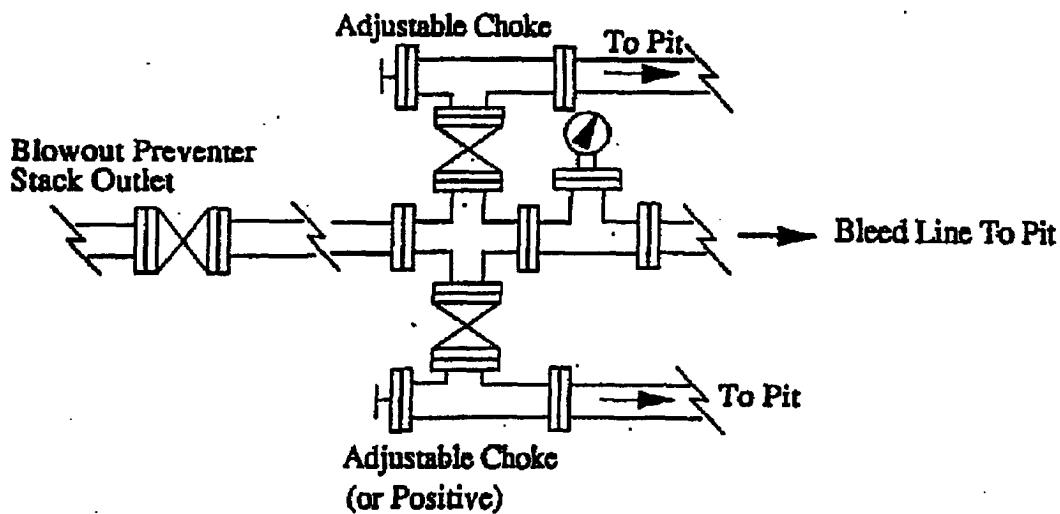 Adjustable Choke
To Pit
Blowout Preventer
Stack Outlet
Bleed Line To Pit
To Pit
Adjustable Choke
(or Positive)